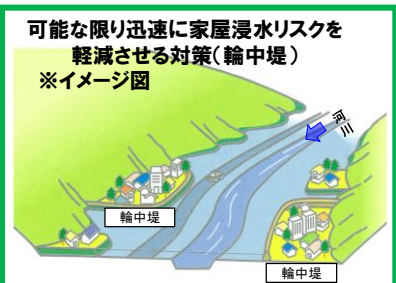 可能な限り迅速に家屋浸水リスクを
軽減させる対策(輪中堤)
※イメージ図
河川
輪中堤
輪中堤